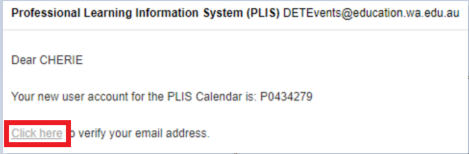 Professional Learning Information System (PLIS) DETEvents@education.wa.edu.au
Dear CHERIE
Your new user account for the PLIS Calendar is: P0434279
Click here to verify your email address.